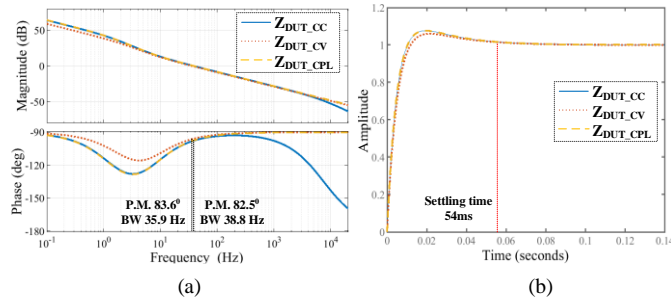 50
0
-50
Magnitude (dB)
Z_DUT_CC
Z_DUT_CV
Z_DUT_CPL
-90
-120
-150
-180
Phase (deg)
P.M. 83.6⁰
BW 35.9 Hz
P.M. 82.5⁰
BW 38.8 Hz
10⁻¹ 10⁰ 10¹ 10² 10³ 10⁴
Frequency (Hz)
(a)
1.2
1
0.8
0.6
0.4
0.2
0
Amplitude
Z_DUT_CC
Z_DUT_CV
Z_DUT_CPL
Settling time
54ms
0 0.02 0.04 0.06 0.08 0.1 0.12 0.14
Time (seconds)
(b)